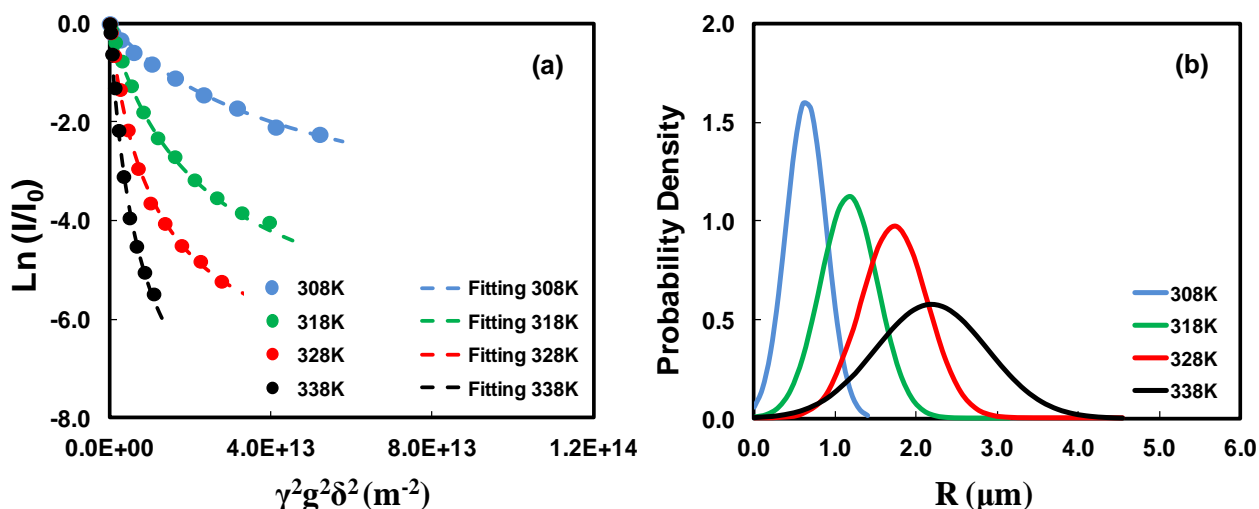 (a)
Ln (I/I₀)
0.0
-2.0
-4.0
-6.0
-8.0
308K
318K
328K
338K
Fitting 308K
Fitting 318K
Fitting 328K
Fitting 338K
0.0E+00 4.0E+13 8.0E+13 1.2E+14
γ²g²δ² (m⁻²)
(b)
Probability Density
2.0
1.5
1.0
0.5
0.0
308K
318K
328K
338K
0.0 1.0 2.0 3.0 4.0 5.0 6.0
R (μm)